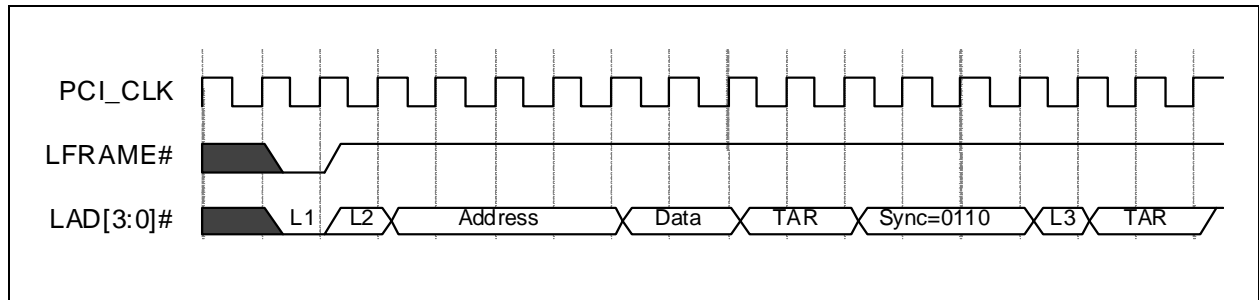 PCI_CLK
LFRAME#
LAD[3:0]# L1 L2 Address Data TAR Sync=0110 L3 TAR